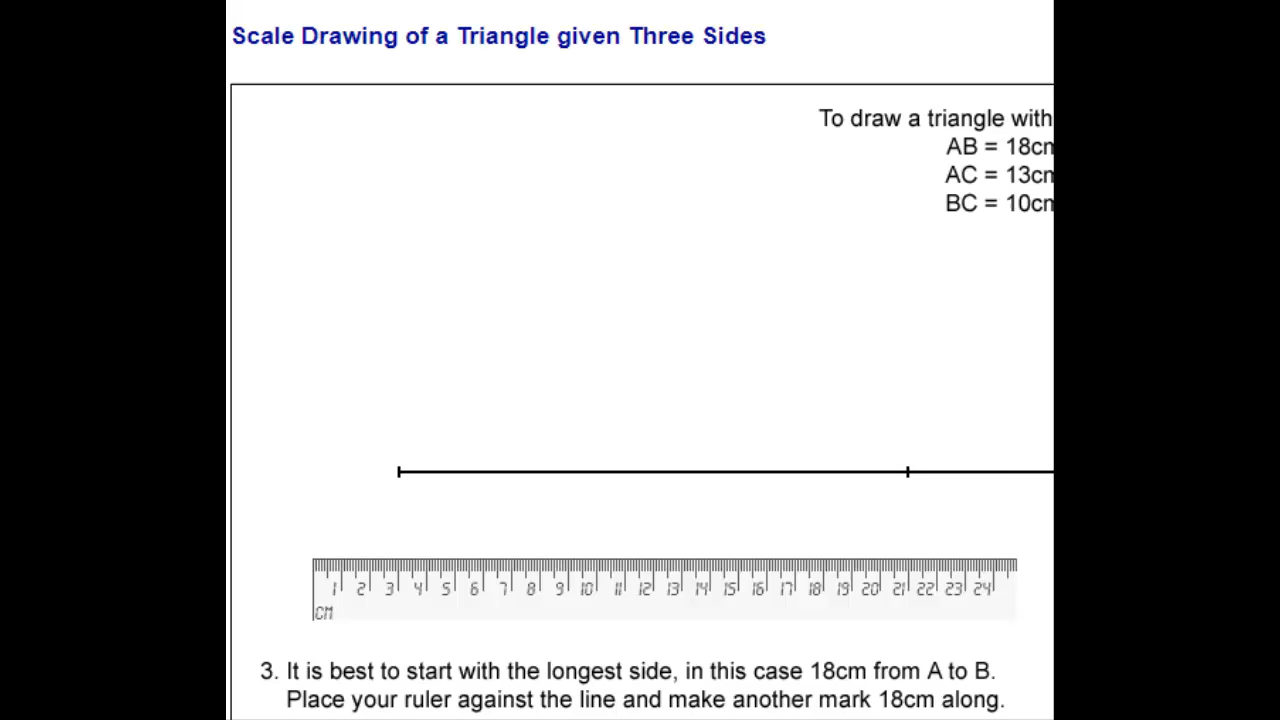 Scale Drawing of a Triangle given Three Sides
To draw a triangle with
AB = 18cm
AC = 13cm
BC = 10cm
1 2 3 4 5 6 7 8 9 10 11 12 13 14 15 16 17 18 19 20 21 22 23 24
CM
3. It is best to start with the longest side, in this case 18cm from A to B.
Place your ruler against the line and make another mark 18cm along.